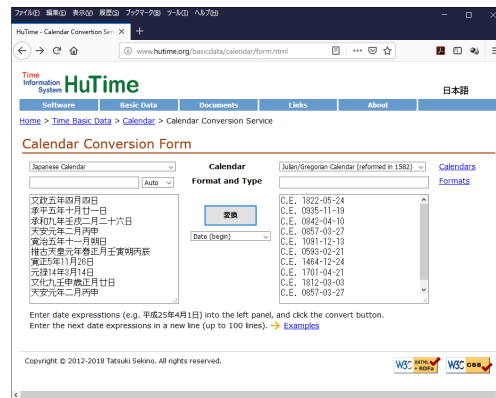 ファイル(F) 編集(E) 表示(V) 履歴(S) ブックマーク(B) ツール(T) ヘルプ(H)
HuTime - Calendar Convertion Serv
www.hutime.org/basicdata/calendar/form.html
Time Information System HuTime
日本語
Software Basic Data Documents Links About
Home > Time Basic Data > Calendar > Calendar Conversion Service
Calendar Conversion Form
Japanese Calendar Calendar Julian/Gregorian Calendar (reformed in 1582) Calendars
Auto Format and Type Formats
文政五年四月四日
承平五年十月廿一日
承和九年壬戌二月二十六日
天安元年二月丙申
寛治五年十一月朔日
推古天皇元年春正月壬寅朔丙辰
寛正5年11月26日
元禄14年3月14日
文化九壬申歳正月廿日
天安元年二月丙申
変換
Date (begin)
C.E. 1822-05-24
C.E. 0935-11-19
C.E. 0842-04-10
C.E. 0857-03-27
C.E. 1091-12-13
C.E. 0593-02-21
C.E. 1464-12-24
C.E. 1701-04-21
C.E. 1812-03-03
C.E. 0857-03-27
Enter date expresstions (e.g. 平成25年4月1日) into the left panel, and click the convert button.
Enter the next date expressions in a new line (up to 100 lines). → Examples
Copyright © 2012-2018 Tatsuki Sekino. All rights reserved.
W3C XHTML + RDFa W3C css